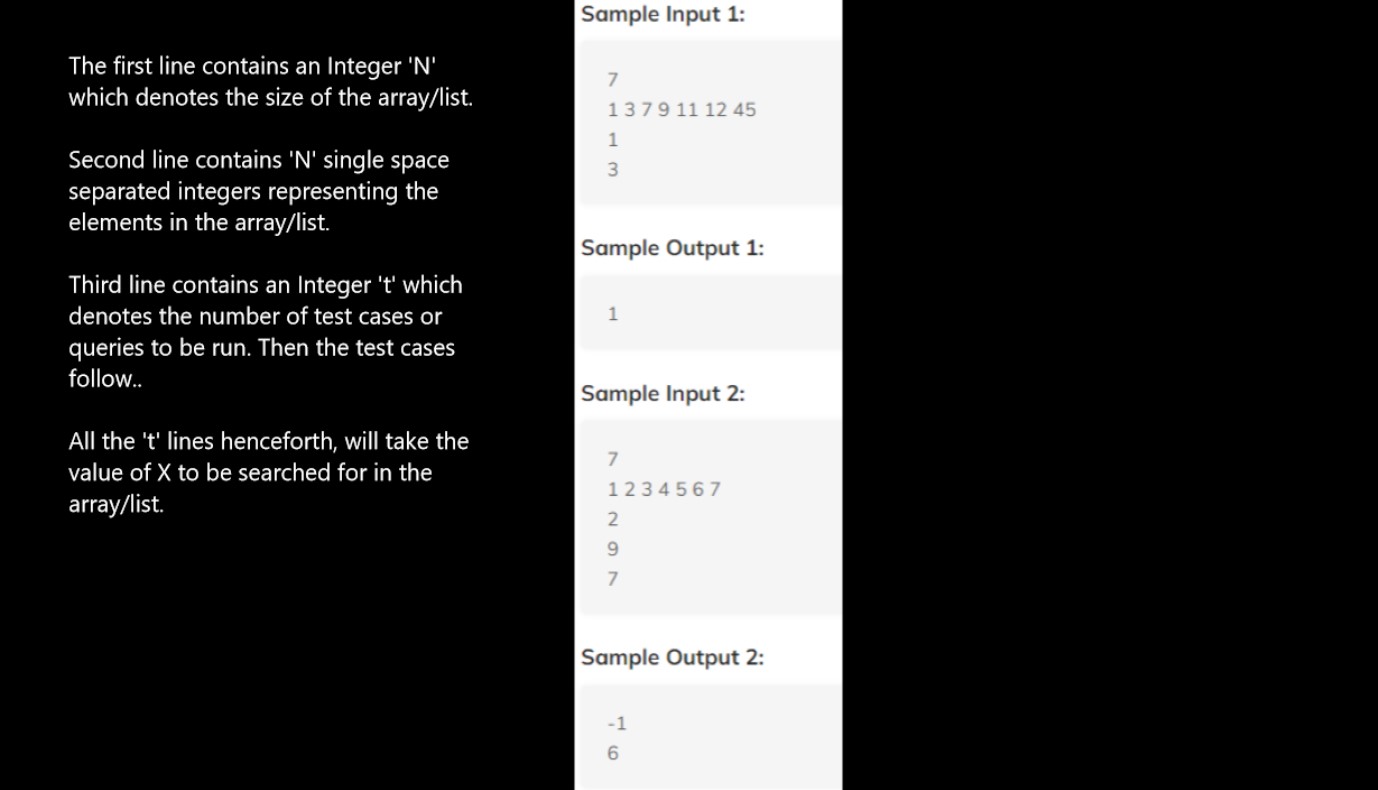 The first line contains an Integer 'N'
which denotes the size of the array/list.
Second line contains 'N' single space
separated integers representing the
elements in the array/list.
Third line contains an Integer 't' which
denotes the number of test cases or
queries to be run. Then the test cases
follow..
All the 't' lines henceforth, will take the
value of X to be searched for in the
array/list.
Sample Input 1:
7
1 3 7 9 11 12 45
1
3
Sample Output 1:
1
Sample Input 2:
7
1 2 3 4 5 6 7
2
9
7
Sample Output 2:
-1
6